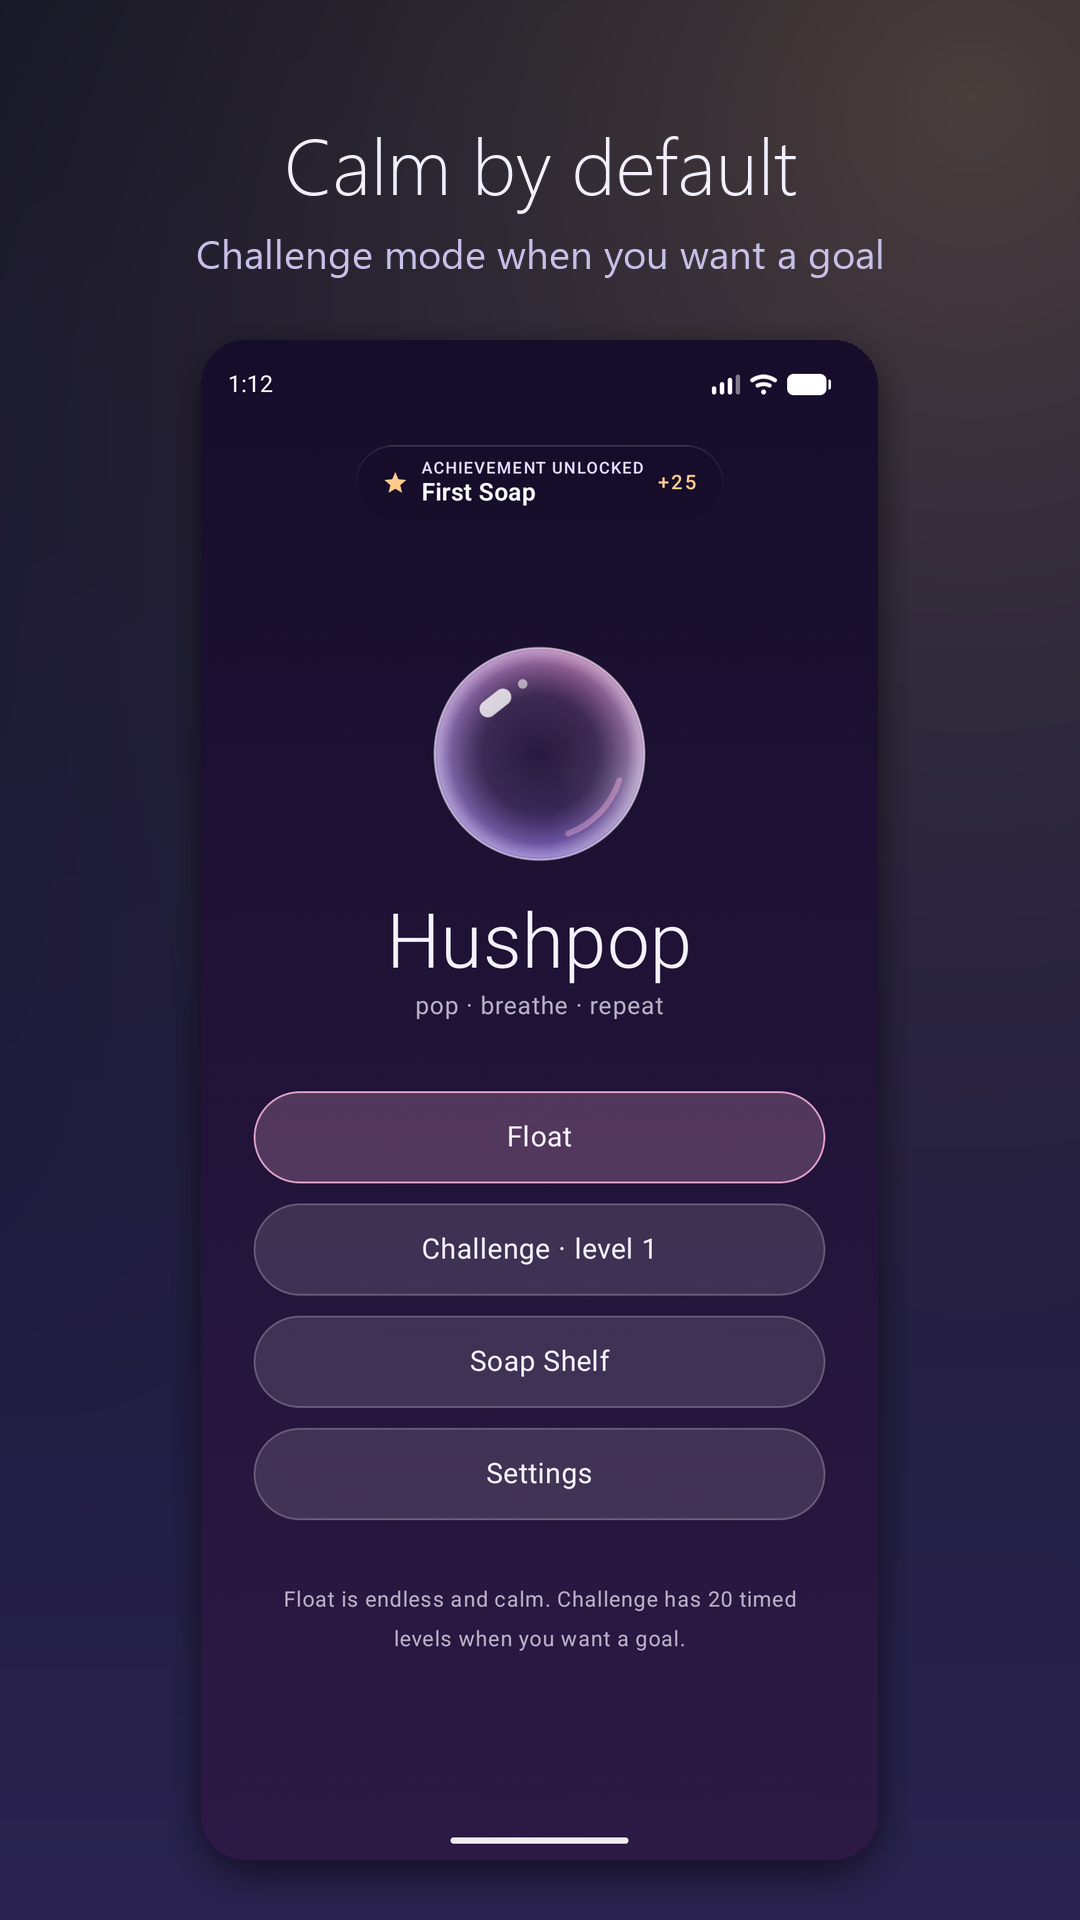 Calm by default
Challenge mode when you want a goal
1:12
ACHIEVEMENT UNLOCKED
First Soap
+25
Hushpop
pop · breathe · repeat
Float
Challenge · level 1
Soap Shelf
Settings
Float is endless and calm. Challenge has 20 timed
levels when you want a goal.